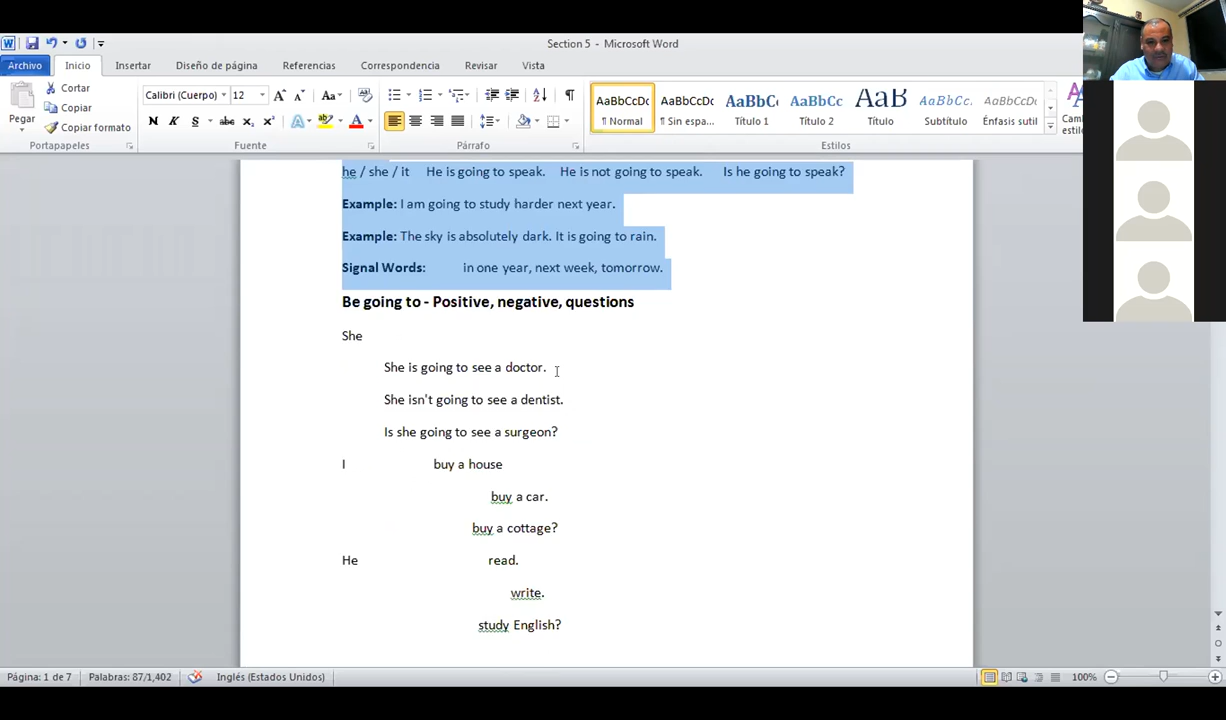 Section 5 - Microsoft Word
Archivo Inicio Insertar Diseño de página Referencias Correspondencia Revisar Vista
Pegar
Cortar
Copiar
Copiar formato
Portapapeles
Calibri (Cuerpo) 12
Fuente
Párrafo
AaBbCcDc AaBbCcDc AaBbCc AaBbCc AaB AaBbCc. AaBbCcDc
¶ Normal ¶ Sin espa... Título 1 Título 2 Título Subtítulo Énfasis sutil
Estilos
he / she / it He is going to speak. He is not going to speak. Is he going to speak?
Example: I am going to study harder next year.
Example: The sky is absolutely dark. It is going to rain.
Signal Words: in one year, next week, tomorrow.
Be going to - Positive, negative, questions
She
She is going to see a doctor.
She isn't going to see a dentist.
Is she going to see a surgeon?
I buy a house
buy a car.
buy a cottage?
He read.
write.
study English?
Página: 1 de 7 Palabras: 87/1,402 Inglés (Estados Unidos) 100%